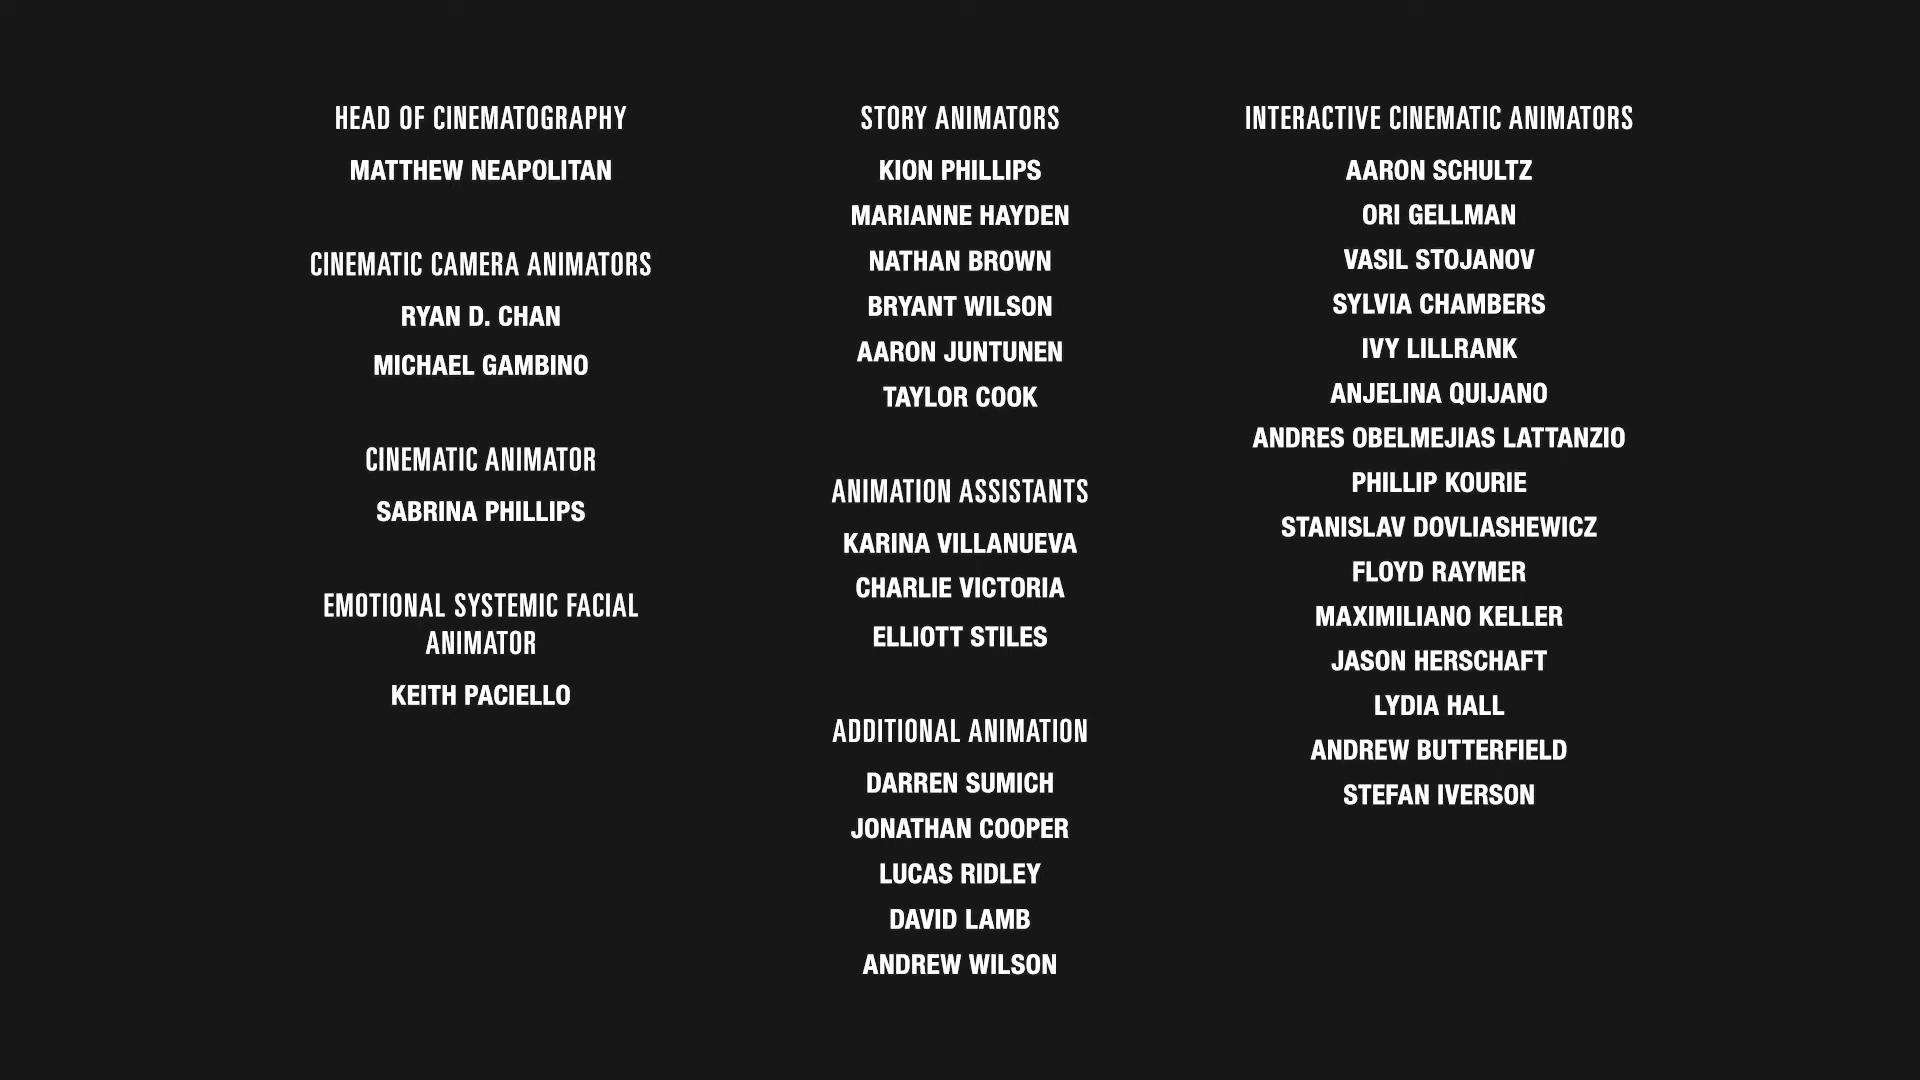 HEAD OF CINEMATOGRAPHY
MATTHEW NEAPOLITAN
CINEMATIC CAMERA ANIMATORS
RYAN D. CHAN
MICHAEL GAMBINO
CINEMATIC ANIMATOR
SABRINA PHILLIPS
EMOTIONAL SYSTEMIC FACIAL
ANIMATOR
KEITH PACIELLO
STORY ANIMATORS
KION PHILLIPS
MARIANNE HAYDEN
NATHAN BROWN
BRYANT WILSON
AARON JUNTUNEN
TAYLOR COOK
ANIMATION ASSISTANTS
KARINA VILLANUEVA
CHARLIE VICTORIA
ELLIOTT STILES
ADDITIONAL ANIMATION
DARREN SUMICH
JONATHAN COOPER
LUCAS RIDLEY
DAVID LAMB
ANDREW WILSON
INTERACTIVE CINEMATIC ANIMATORS
AARON SCHULTZ
ORI GELLMAN
VASIL STOJANOV
SYLVIA CHAMBERS
IVY LILLRANK
ANJELINA QUIJANO
ANDRES OBELMEJIAS LATTANZIO
PHILLIP KOURIE
STANISLAV DOVLIASHEWICZ
FLOYD RAYMER
MAXIMILIANO KELLER
JASON HERSCHAFT
LYDIA HALL
ANDREW BUTTERFIELD
STEFAN IVERSON